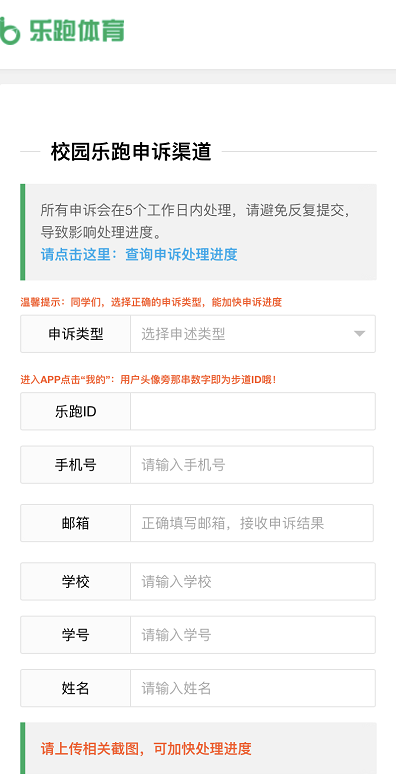 乐跑体育
校园乐跑申诉渠道
所有申诉会在5个工作日内处理，请避免反复提交，
导致影响处理进度。
请点击这里：查询申诉处理进度
温馨提示：同学们，选择正确的申诉类型，能加快申诉进度
申诉类型 选择申述类型
进入APP点击“我的”：用户头像旁那串数字即为步道ID哦！
乐跑ID
手机号 请输入手机号
邮箱 正确填写邮箱，接收申诉结果
学校 请输入学校
学号 请输入学号
姓名 请输入姓名
请上传相关截图，可加快处理进度